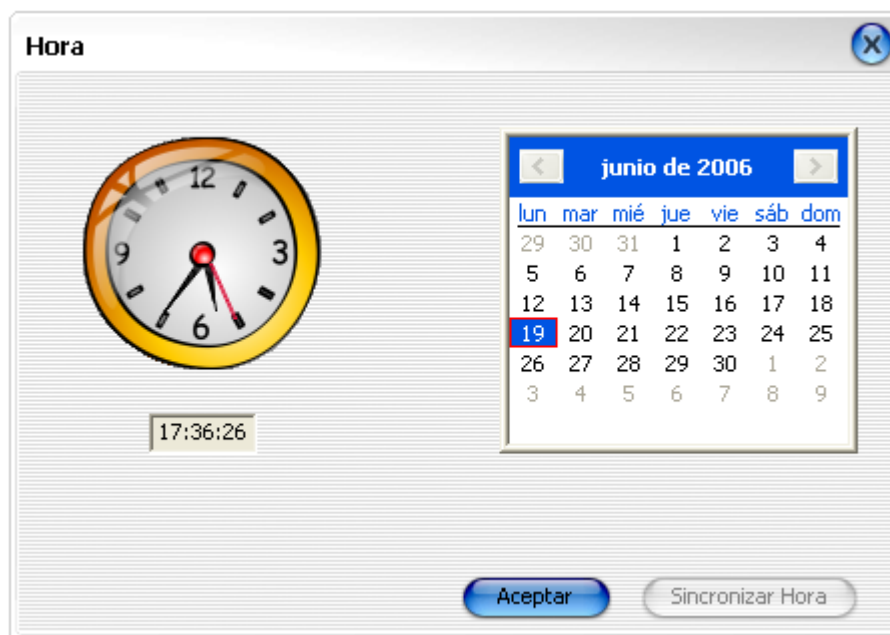 Hora
12
9 3
6
17:36:26
junio de 2006
lun mar mié jue vie sáb dom
29 30 31 1 2 3 4
5 6 7 8 9 10 11
12 13 14 15 16 17 18
19 20 21 22 23 24 25
26 27 28 29 30 1 2
3 4 5 6 7 8 9
Aceptar
Sincronizar Hora